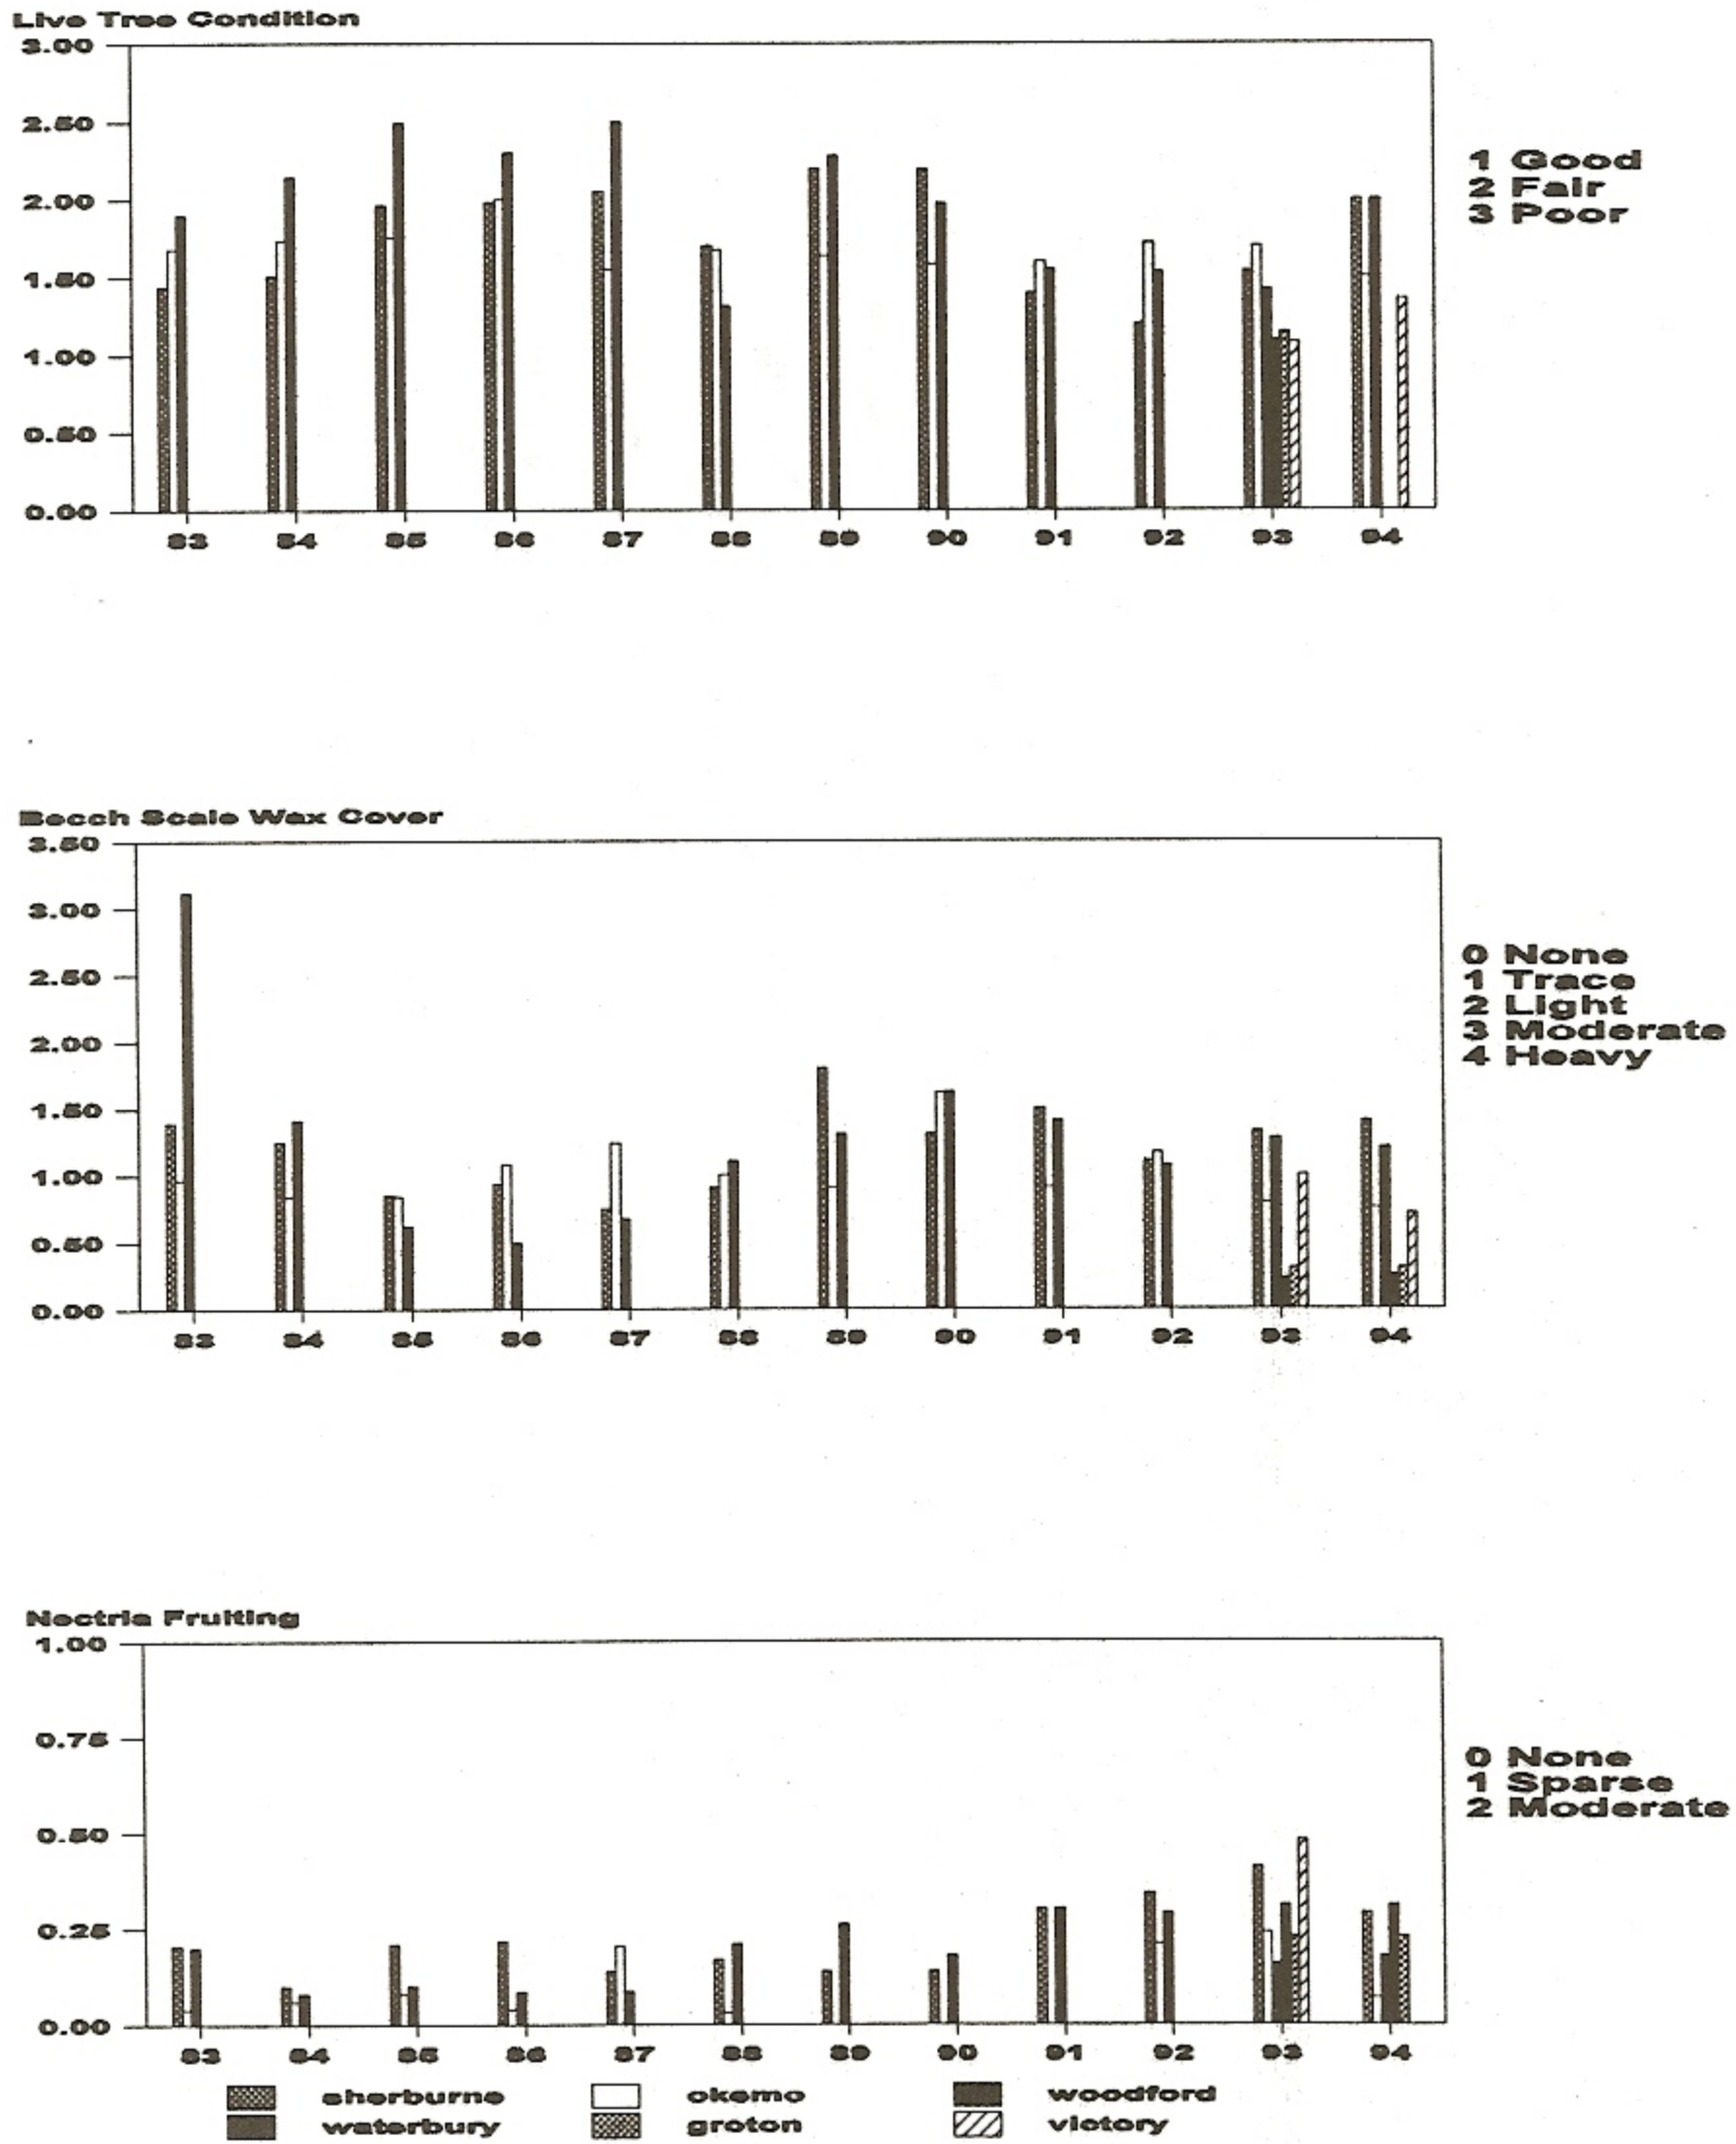 Live Tree Condition
3.00
2.50
2.00
1.50
1.00
0.50
0.00
83 84 85 86 87 88 89 90 91 92 93 94
1 Good
2 Fair
3 Poor
Beech Scale Wax Cover
3.50
3.00
2.50
2.00
1.50
1.00
0.50
0.00
83 84 85 86 87 88 89 90 91 92 93 94
0 None
1 Trace
2 Light
3 Moderate
4 Heavy
Nectria Fruiting
1.00
0.75
0.50
0.25
0.00
83 84 85 86 87 88 89 90 91 92 93 94
0 None
1 Sparse
2 Moderate
sherburne okemo woodford
waterbury groton victory